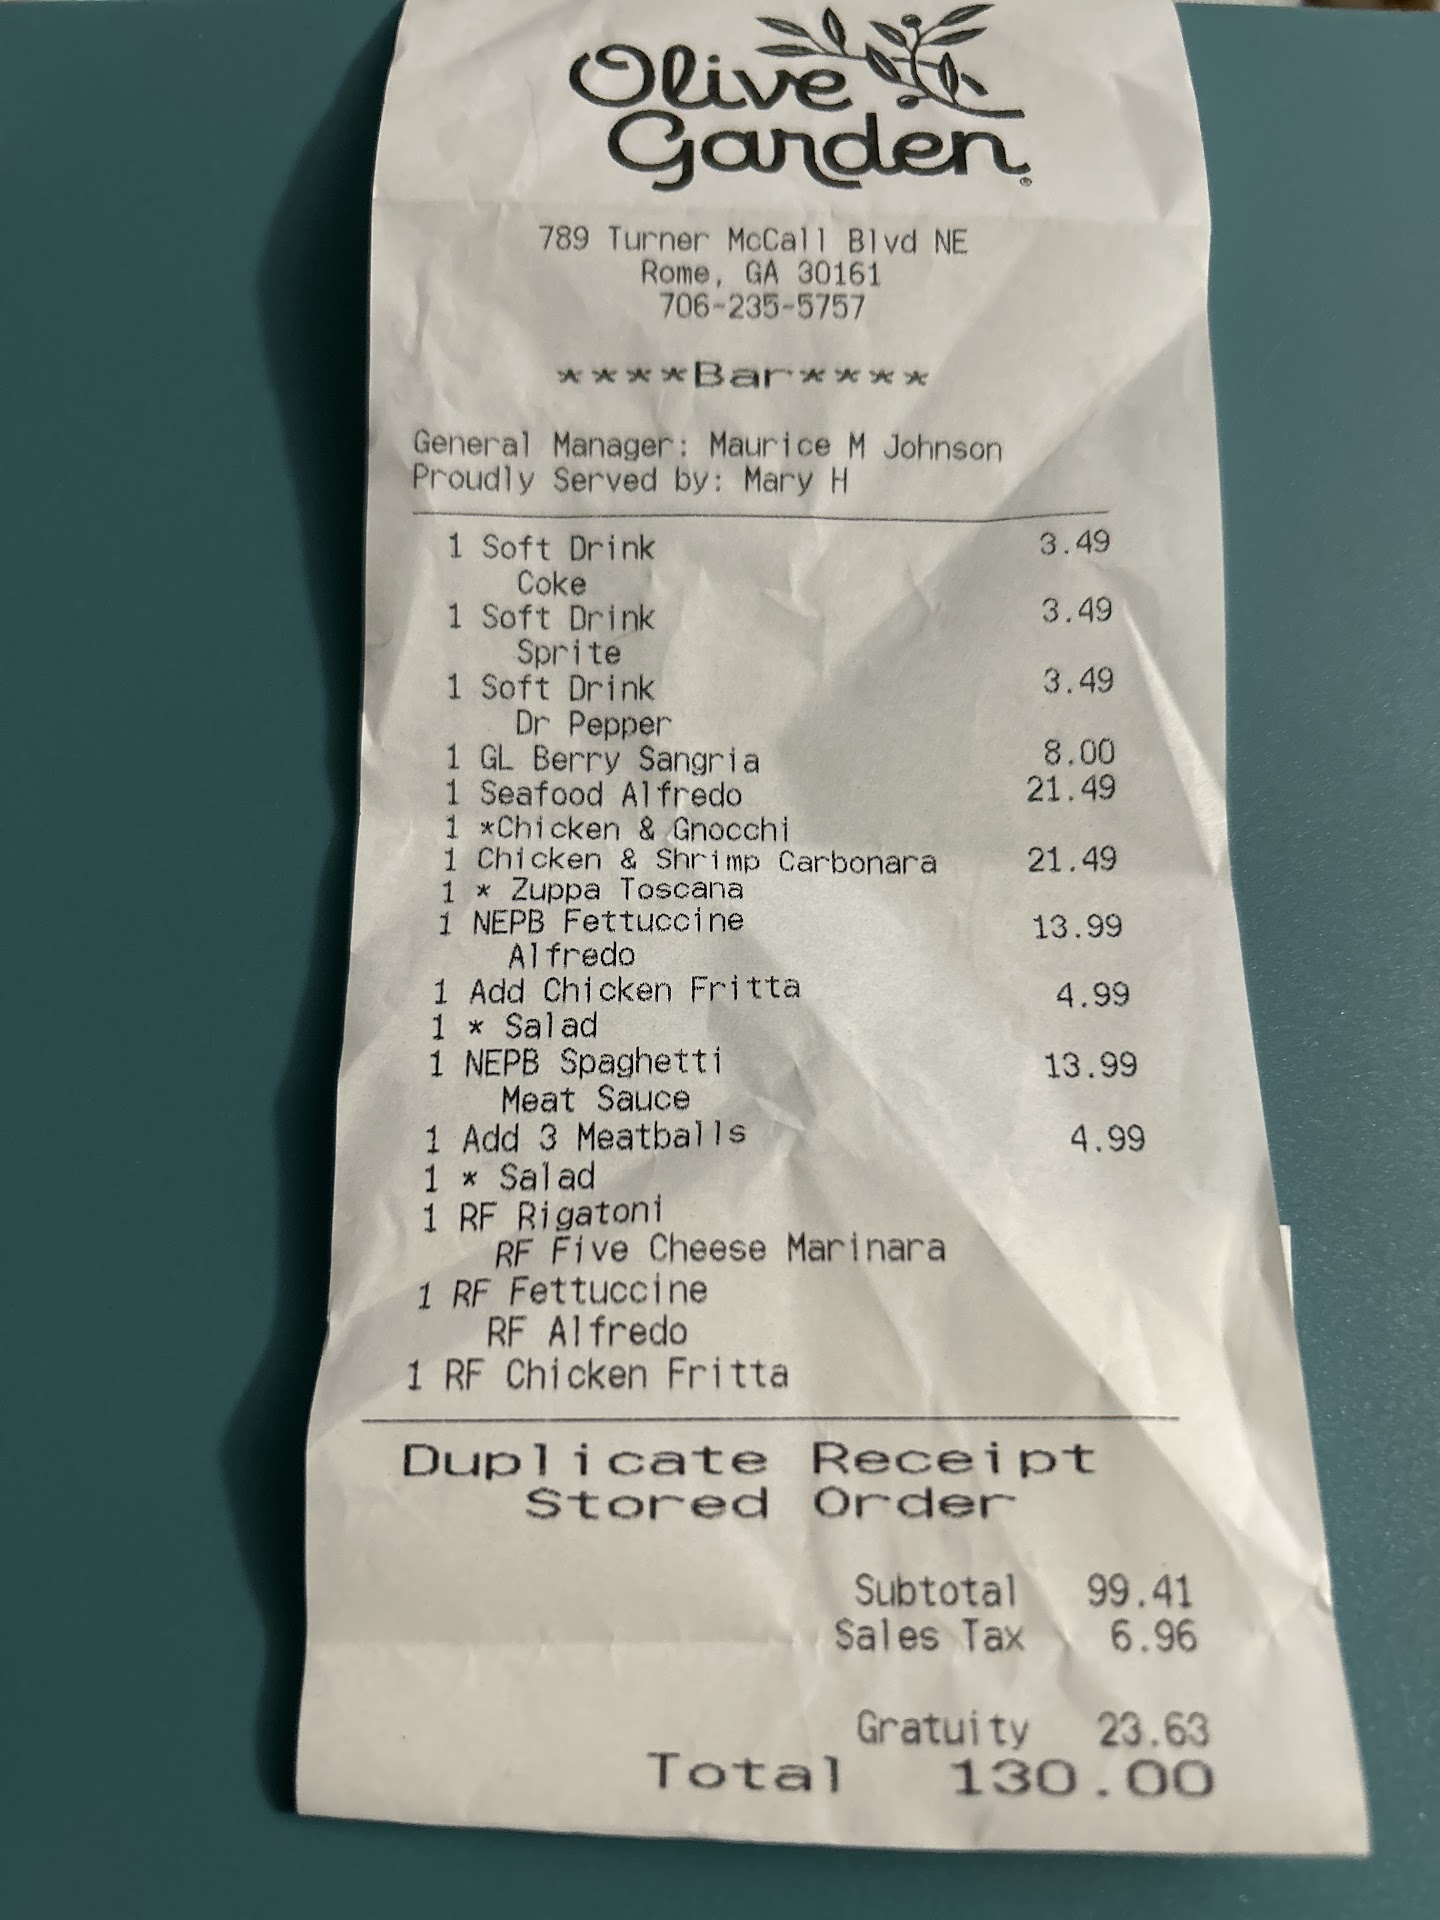 Olive
Garden®
789 Turner McCall Blvd NE
Rome, GA 30161
706-235-5757
****Bar****
General Manager: Maurice M Johnson
Proudly Served by: Mary H
1 Soft Drink 3.49
Coke
1 Soft Drink 3.49
Sprite
1 Soft Drink 3.49
Dr Pepper
1 GL Berry Sangria 8.00
1 Seafood Alfredo 21.49
1 *Chicken & Gnocchi
1 Chicken & Shrimp Carbonara 21.49
1 * Zuppa Toscana
1 NEPB Fettuccine 13.99
Alfredo
1 Add Chicken Fritta 4.99
1 * Salad
1 NEPB Spaghetti 13.99
Meat Sauce
1 Add 3 Meatballs 4.99
1 * Salad
1 RF Rigatoni
RF Five Cheese Marinara
1 RF Fettuccine
RF Alfredo
1 RF Chicken Fritta
Duplicate Receipt
Stored Order
Subtotal 99.41
Sales Tax 6.96
Gratuity 23.63
Total 130.00